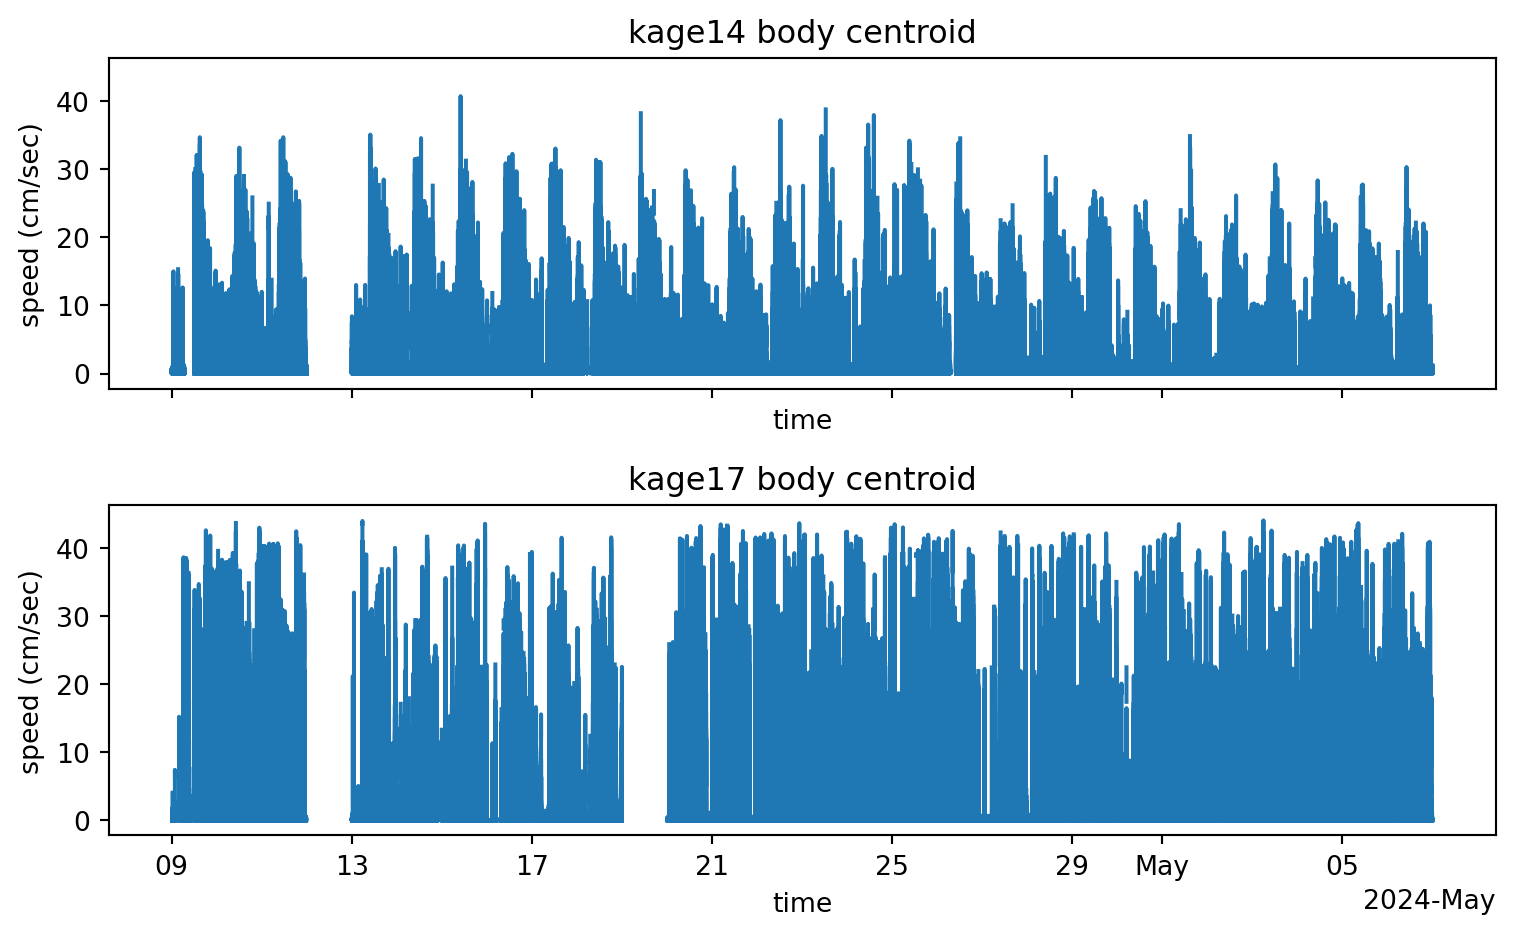 kage14 body centroid
speed (cm/sec)
40
30
20
10
0
time
kage17 body centroid
speed (cm/sec)
40
30
20
10
0
09 13 17 21 25 29 May 05
time
2024-May